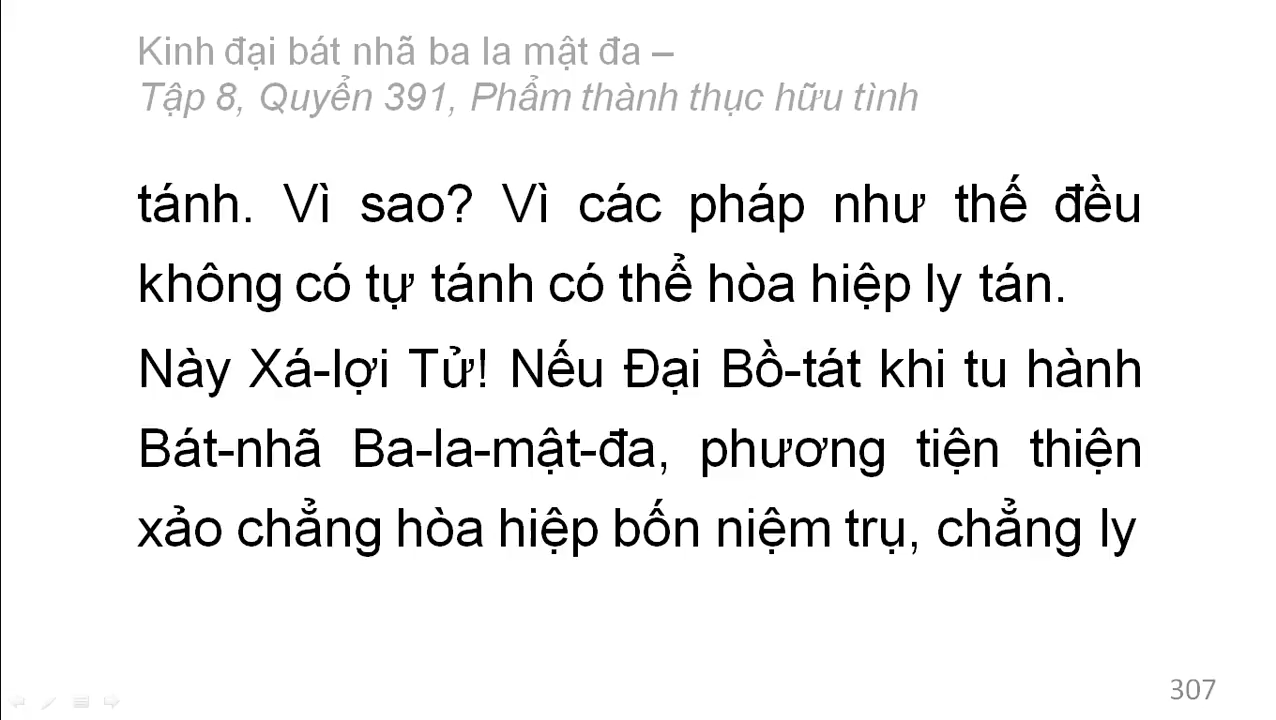 Kinh đại bát nhã ba la mật đa –
Tập 8, Quyển 391, Phẩm thành thục hữu tình
tánh. Vì sao? Vì các pháp như thế đều
không có tự tánh có thể hòa hiệp ly tán.
Này Xá-lợi Tử! Nếu Đại Bồ-tát khi tu hành
Bát-nhã Ba-la-mật-đa, phương tiện thiện
xảo chẳng hòa hiệp bốn niệm trụ, chẳng ly
307